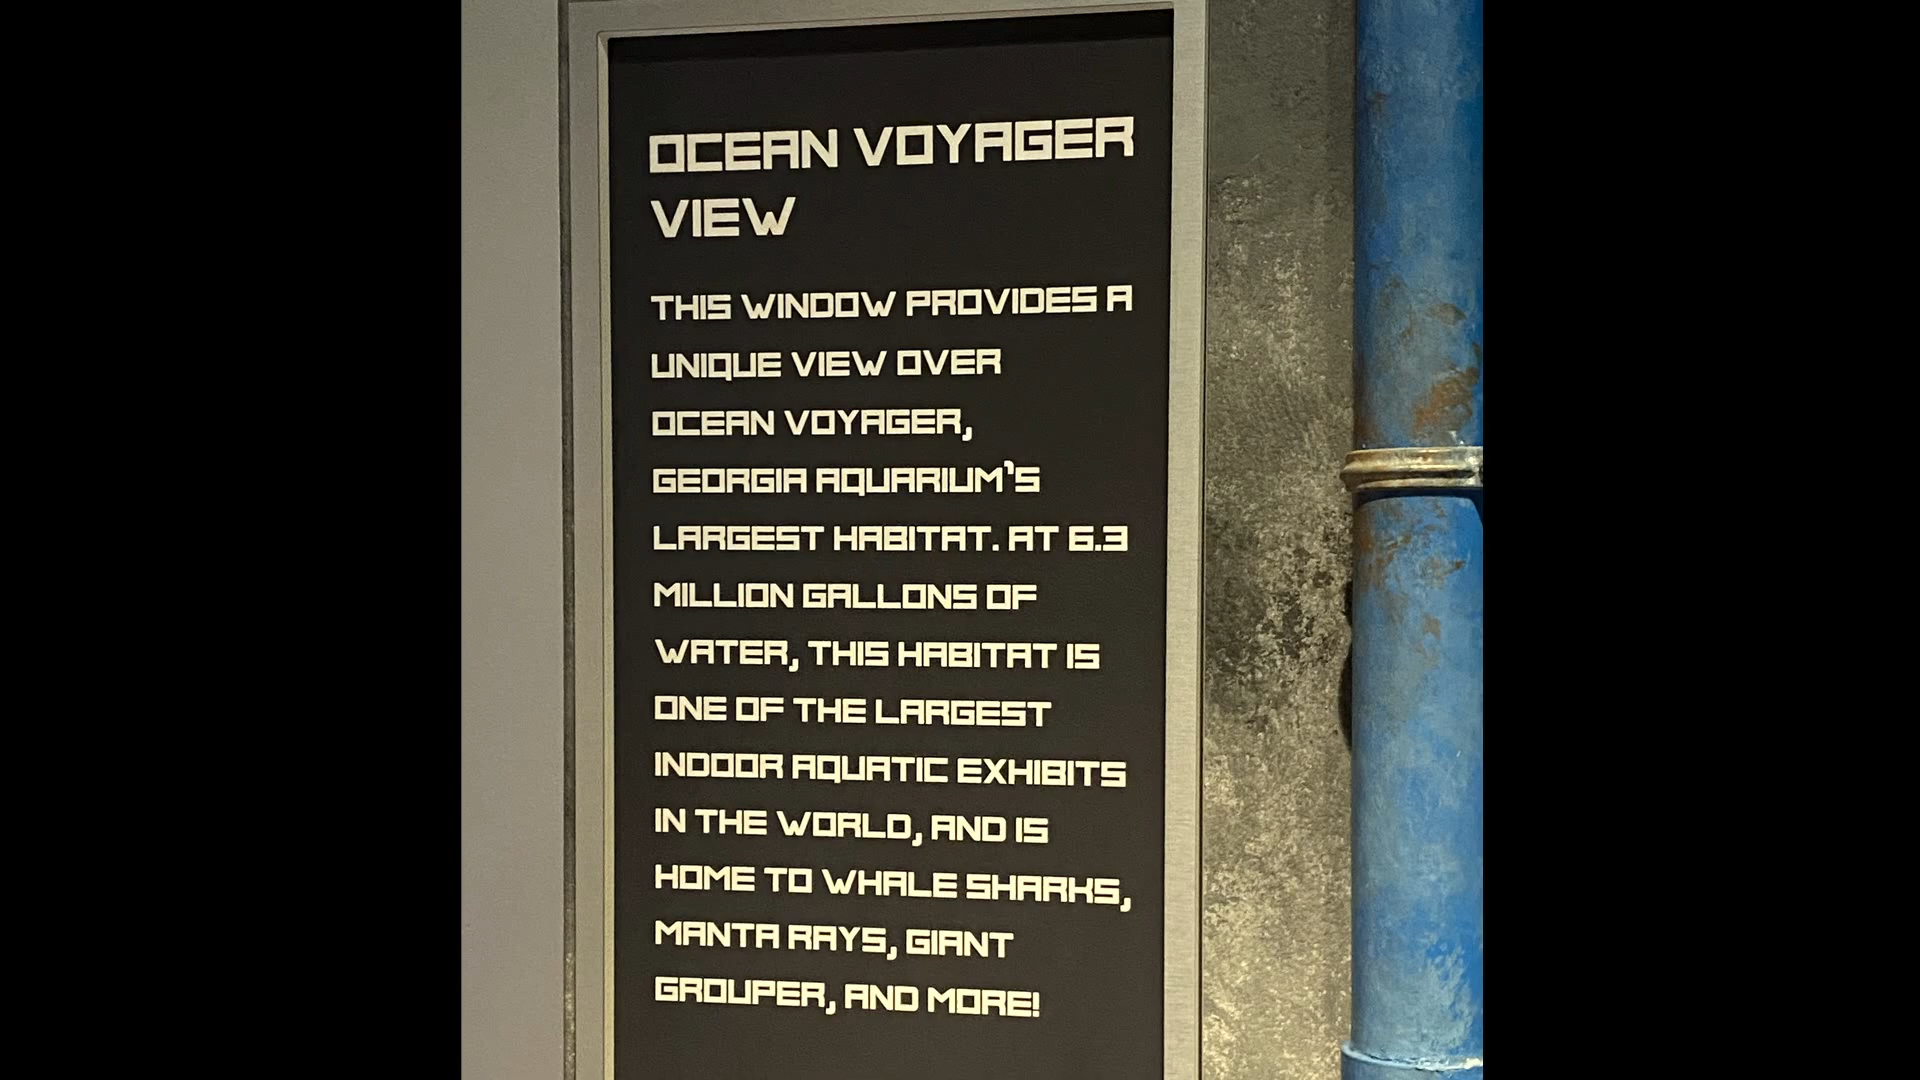 OCEAN VOYAGER
VIEW
THIS WINDOW PROVIDES A
UNIQUE VIEW OVER
OCEAN VOYAGER,
GEORGIA AQUARIUM'S
LARGEST HABITAT. AT 6.3
MILLION GALLONS OF
WATER, THIS HABITAT IS
ONE OF THE LARGEST
INDOOR AQUATIC EXHIBITS
IN THE WORLD, AND IS
HOME TO WHALE SHARKS,
MANTA RAYS, GIANT
GROUPER, AND MORE!